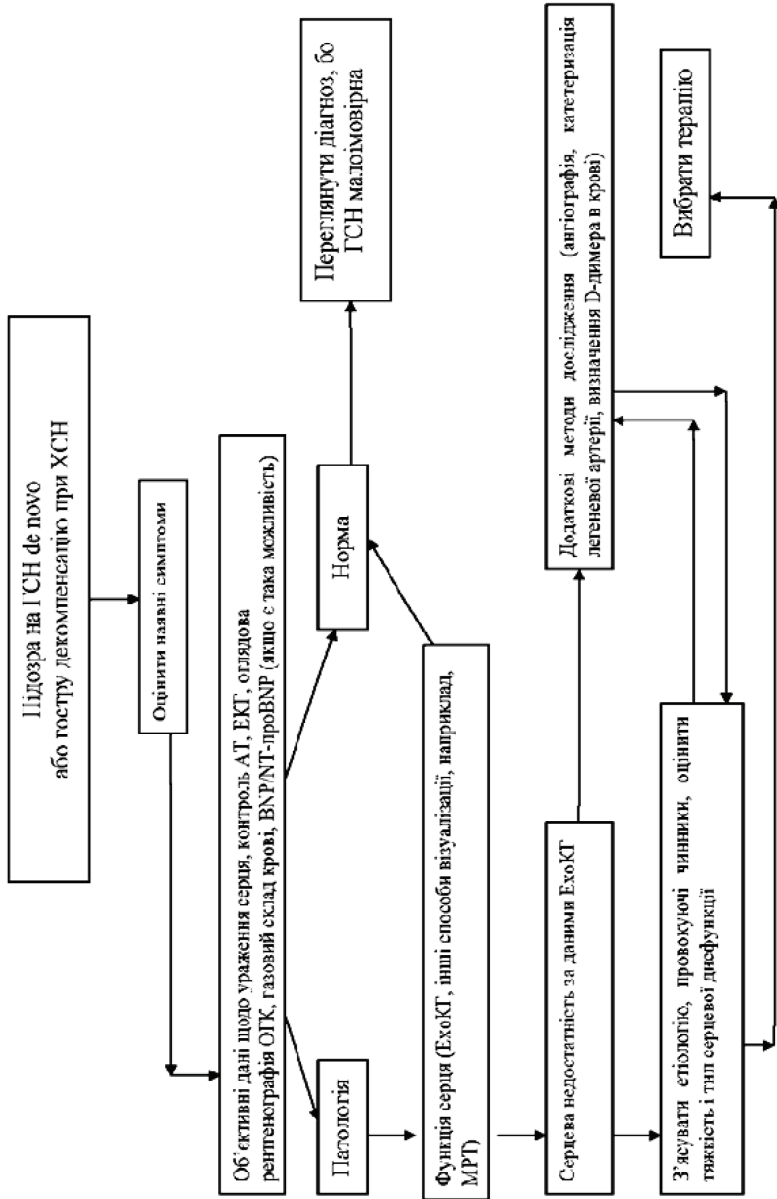 Підозра на ГСН de novo
або гостру декомпенсацію при ХСН
Оцінити наявні симптоми
Об’єктивні дані щодо ураження серця, контроль АТ, ЕКГ, оглядова
рентгенографія ОГК, газовий склад крові, BNP/NT-проBNP (якщо є така можливість)
Патологія
Норма
Переглянути діагноз, бо
ГСН малоімовірна
Функція серця (ЕхоКГ, інші способи візуалізації, наприклад,
МРТ)
Серцева недостатність за даними ЕхоКГ
Додаткові методи дослідження (ангіографія, катетеризація
легеневої артерії, визначення D-димера в крові)
З’ясувати етіологію, провокуючі чинники, оцінити
тяжкість і тип серцевої дисфункції
Вибрати терапію